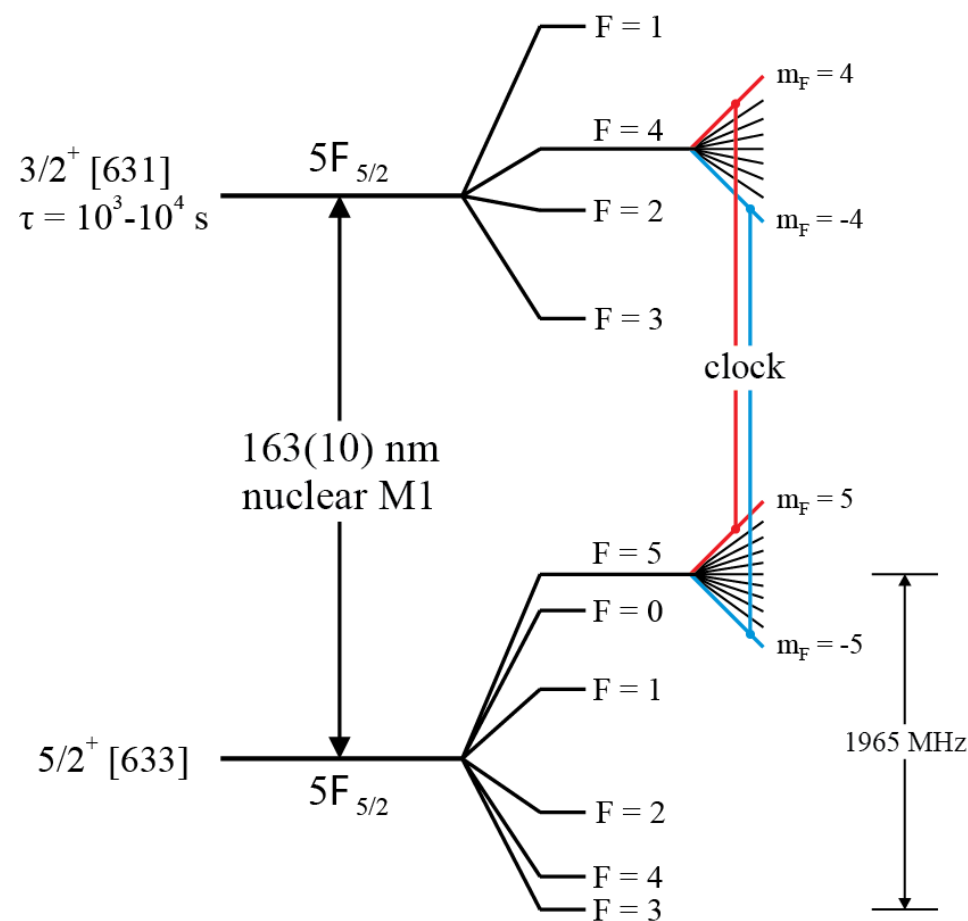 F = 1
m_F = 4
F = 4
5F_5/2
3/2^+ [631]
τ = 10^3-10^4 s
F = 2
m_F = -4
F = 3
clock
163(10) nm
nuclear M1
m_F = 5
F = 5
F = 0
m_F = -5
F = 1
1965 MHz
5/2^+ [633]
5F_5/2
F = 2
F = 4
F = 3